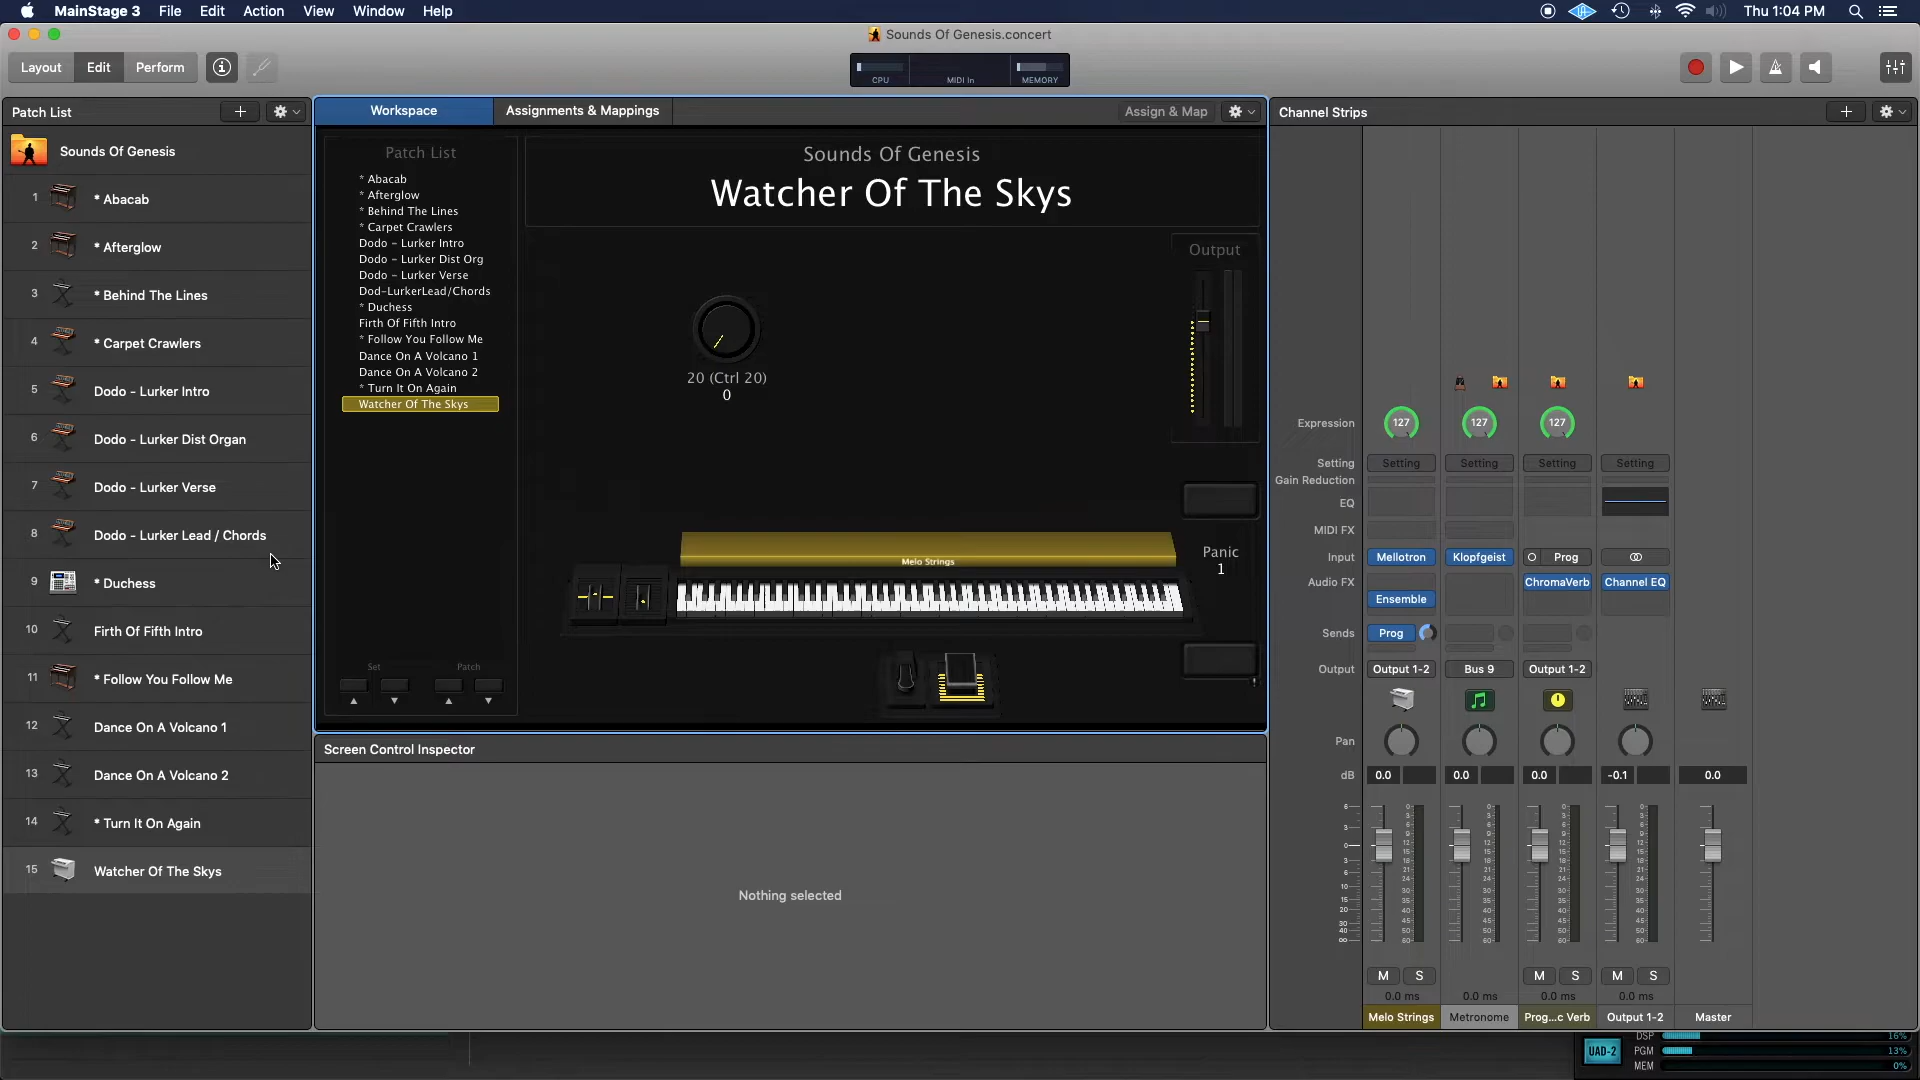 MainStage 3 File Edit Action View Window Help
Thu 1:04 PM
Sounds Of Genesis.concert
Layout Edit Perform
CPU MIDI In MEMORY
Patch List
Sounds Of Genesis
1 * Abacab
2 * Afterglow
3 * Behind The Lines
4 * Carpet Crawlers
5 Dodo - Lurker Intro
6 Dodo - Lurker Dist Organ
7 Dodo - Lurker Verse
8 Dodo - Lurker Lead / Chords
9 * Duchess
10 Firth Of Fifth Intro
11 * Follow You Follow Me
12 Dance On A Volcano 1
13 Dance On A Volcano 2
14 * Turn It On Again
15 Watcher Of The Skys
Workspace Assignments & Mappings Assign & Map
Patch List
* Abacab
* Afterglow
* Behind The Lines
* Carpet Crawlers
Dodo - Lurker Intro
Dodo - Lurker Dist Org
Dodo - Lurker Verse
Dod-LurkerLead/Chords
* Duchess
Firth Of Fifth Intro
* Follow You Follow Me
Dance On A Volcano 1
Dance On A Volcano 2
* Turn It On Again
Watcher Of The Skys
Set Patch
Sounds Of Genesis
Watcher Of The Skys
Output
20 (Ctrl 20)
0
Melo Strings
Panic
1
Screen Control Inspector
Nothing selected
Channel Strips
Expression 127 127 127
Setting Setting Setting Setting Setting
Gain Reduction
EQ
MIDI FX
Input Mellotron Klopfgeist Prog
Audio FX ChromaVerb Channel EQ
Ensemble
Sends Prog
Output Output 1-2 Bus 9 Output 1-2
Pan
dB 0.0 0.0 0.0 -0.1 0.0
M S M S M S
0.0 ms 0.0 ms 0.0 ms 0.0 ms
Melo Strings Metronome Prog...c Verb Output 1-2 Master
UAD-2
DSP 16%
PGM 13%
MEM 0%